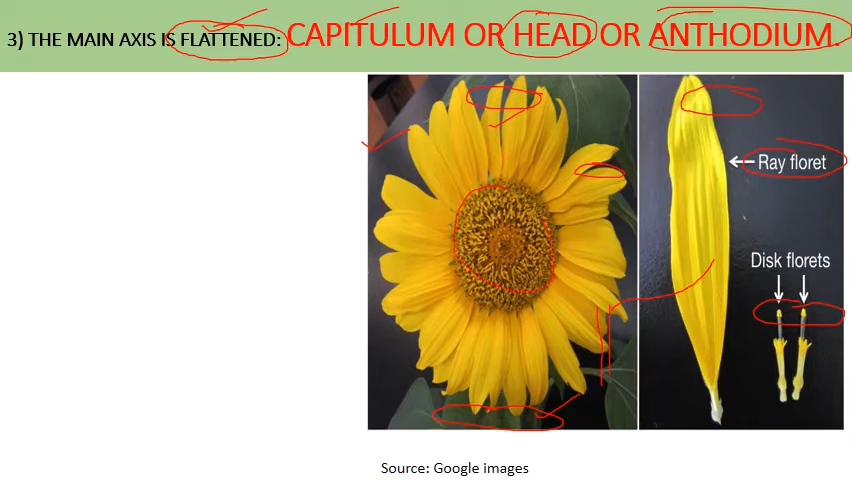 3) THE MAIN AXIS IS FLATTENED: CAPITULUM OR HEAD OR ANTHODIUM.
Ray floret
Disk florets
Source: Google images